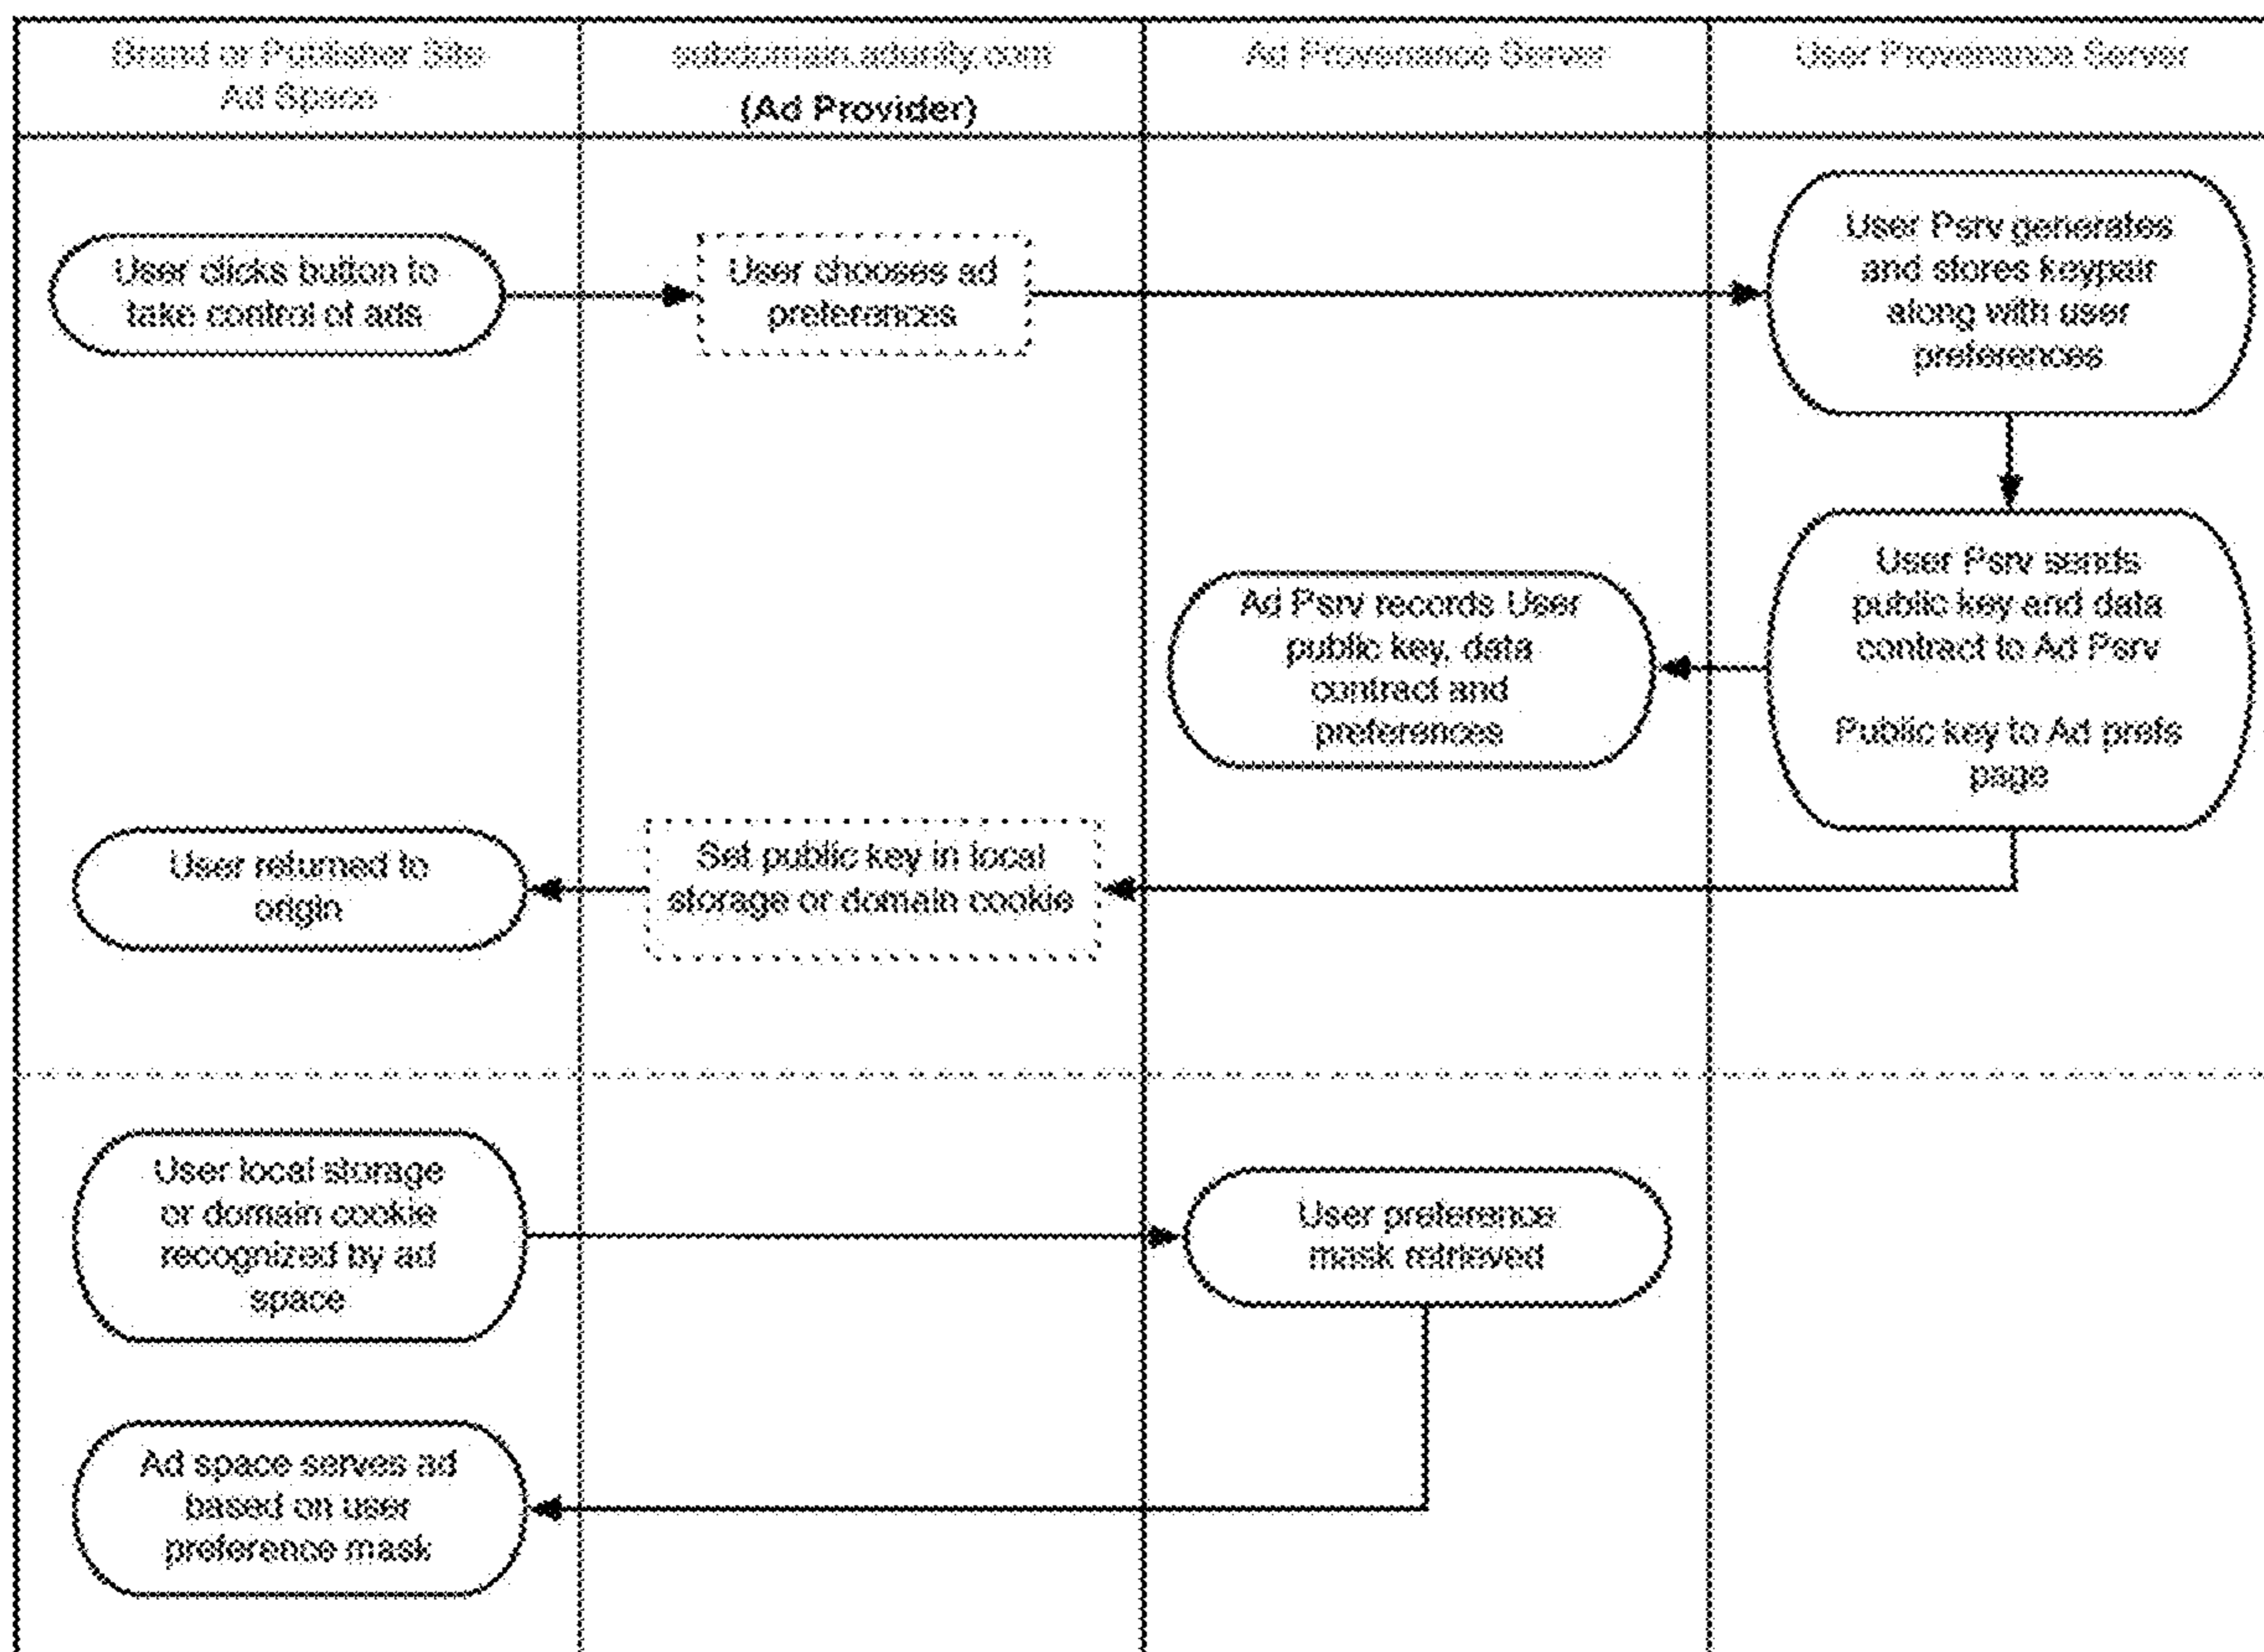 Brand or Publisher Site
Ad Space
(Ad Provider)
Ad Provenance Server
User Provenance Server
User clicks button to
take control of ads
User chooses ad
preferences
User Psrv generates
and stores keypair
along with user
preferences
User Psrv sends
public key and data
contract to Ad Psrv
Public key to Ad prefs
page
Ad Psrv records User
public key, data
contract and
preferences
User returned to
origin
Set public key in local
storage or domain cookie
User local storage
or domain cookie
recognized by ad
space
User preference
mask retrieved
Ad space serves ad
based on user
preference mask